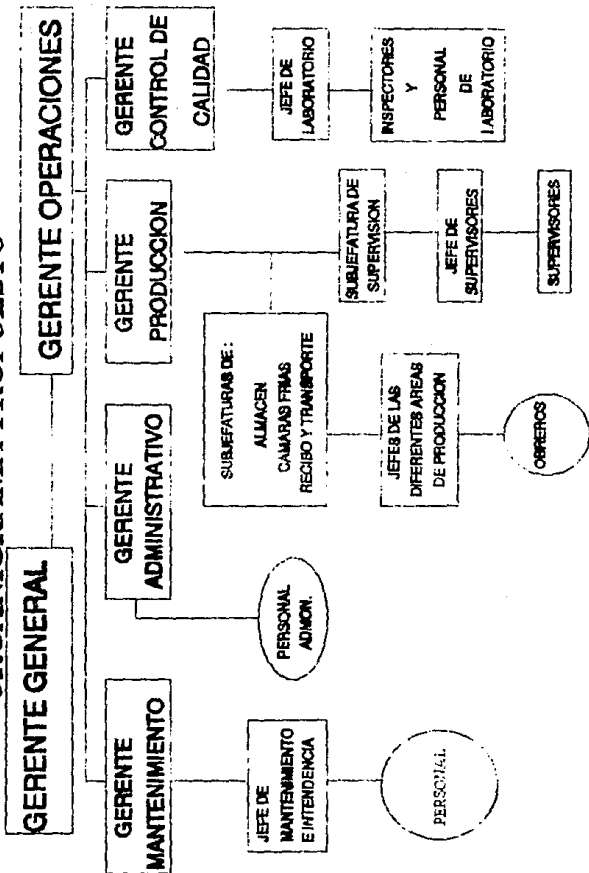 GERENTE GENERAL
GERENTE OPERACIONES
GERENTE
MANTENIMIENTO
GERENTE
ADMINISTRATIVO
GERENTE
PRODUCCION
GERENTE
CONTROL DE
CALIDAD
JEFE DE
MANTENIMIENTO
E INTENDENCIA
PERSONAL
PERSONAL
ADMON.
SUBJEFATURAS DE :
ALMACEN
CAMARAS FRIAS
RECIBO Y TRANSPORTE
JEFES DE LAS
DIFERENTES AREAS
DE PRODUCCION
OBREROS
SUBJEFATURA DE
SUPERVISION
JEFE DE
SUPERVISORES
SUPERVISORES
JEFE DE
LABORATORIO
INSPECTORES
Y
PERSONAL
DE
LABORATORIO